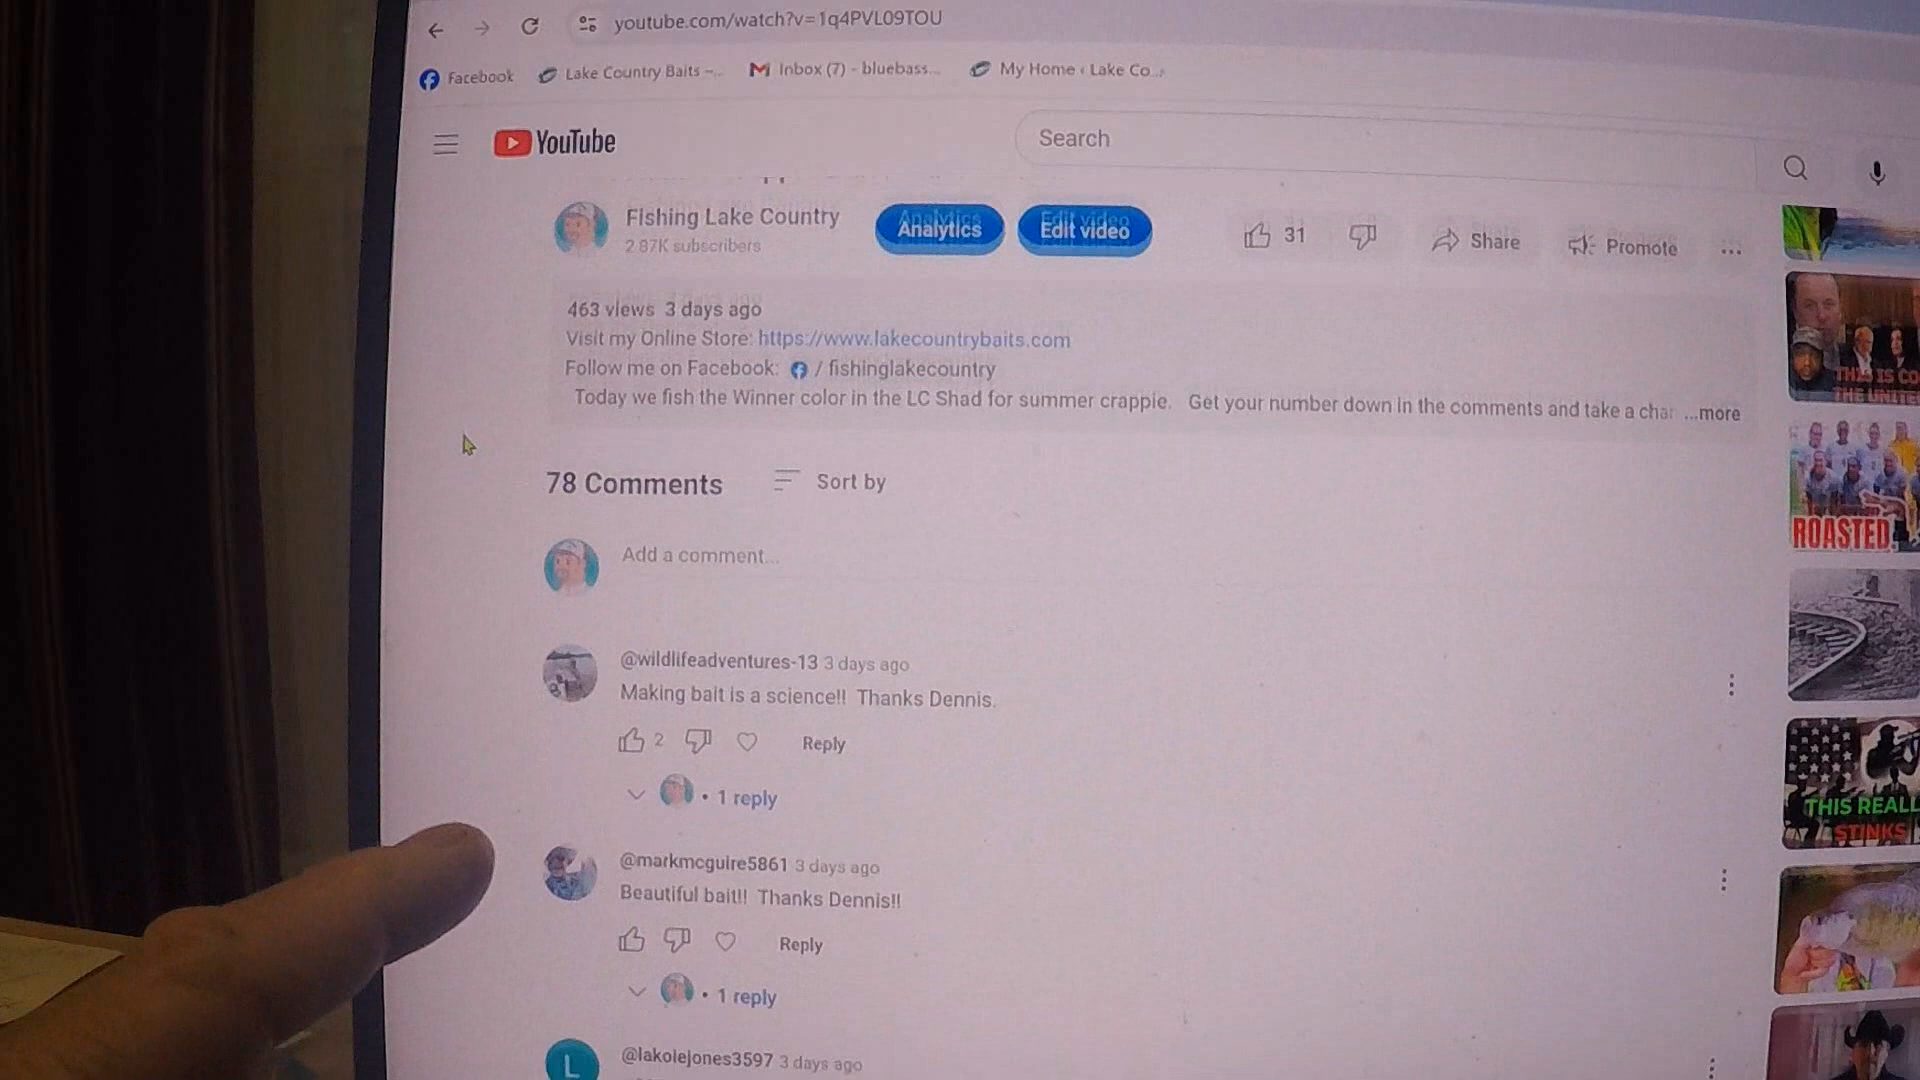 youtube.com/watch?v=1q4PVL09TOU
Facebook
Lake Country Baits –...
Inbox (7) - bluebass...
My Home ‹ Lake Co...
YouTube
Search
Fishing Lake Country
2.87K subscribers
Analytics
Edit video
31
Share
Promote
463 views 3 days ago
Visit my Online Store: https://www.lakecountrybaits.com
Follow me on Facebook: / fishinglakecountry
Today we fish the Winner color in the LC Shad for summer crappie. Get your number down in the comments and take a char ...more
78 Comments
Sort by
Add a comment...
@wildlifeadventures-13 3 days ago
Making bait is a science!! Thanks Dennis.
2
Reply
• 1 reply
@markmcguire5861 3 days ago
Beautiful bait!! Thanks Dennis!!
Reply
• 1 reply
L
@lakolejones3597 3 days ago
THIS IS CO
THE UNITE
ROASTED
THIS REALL
STINKS